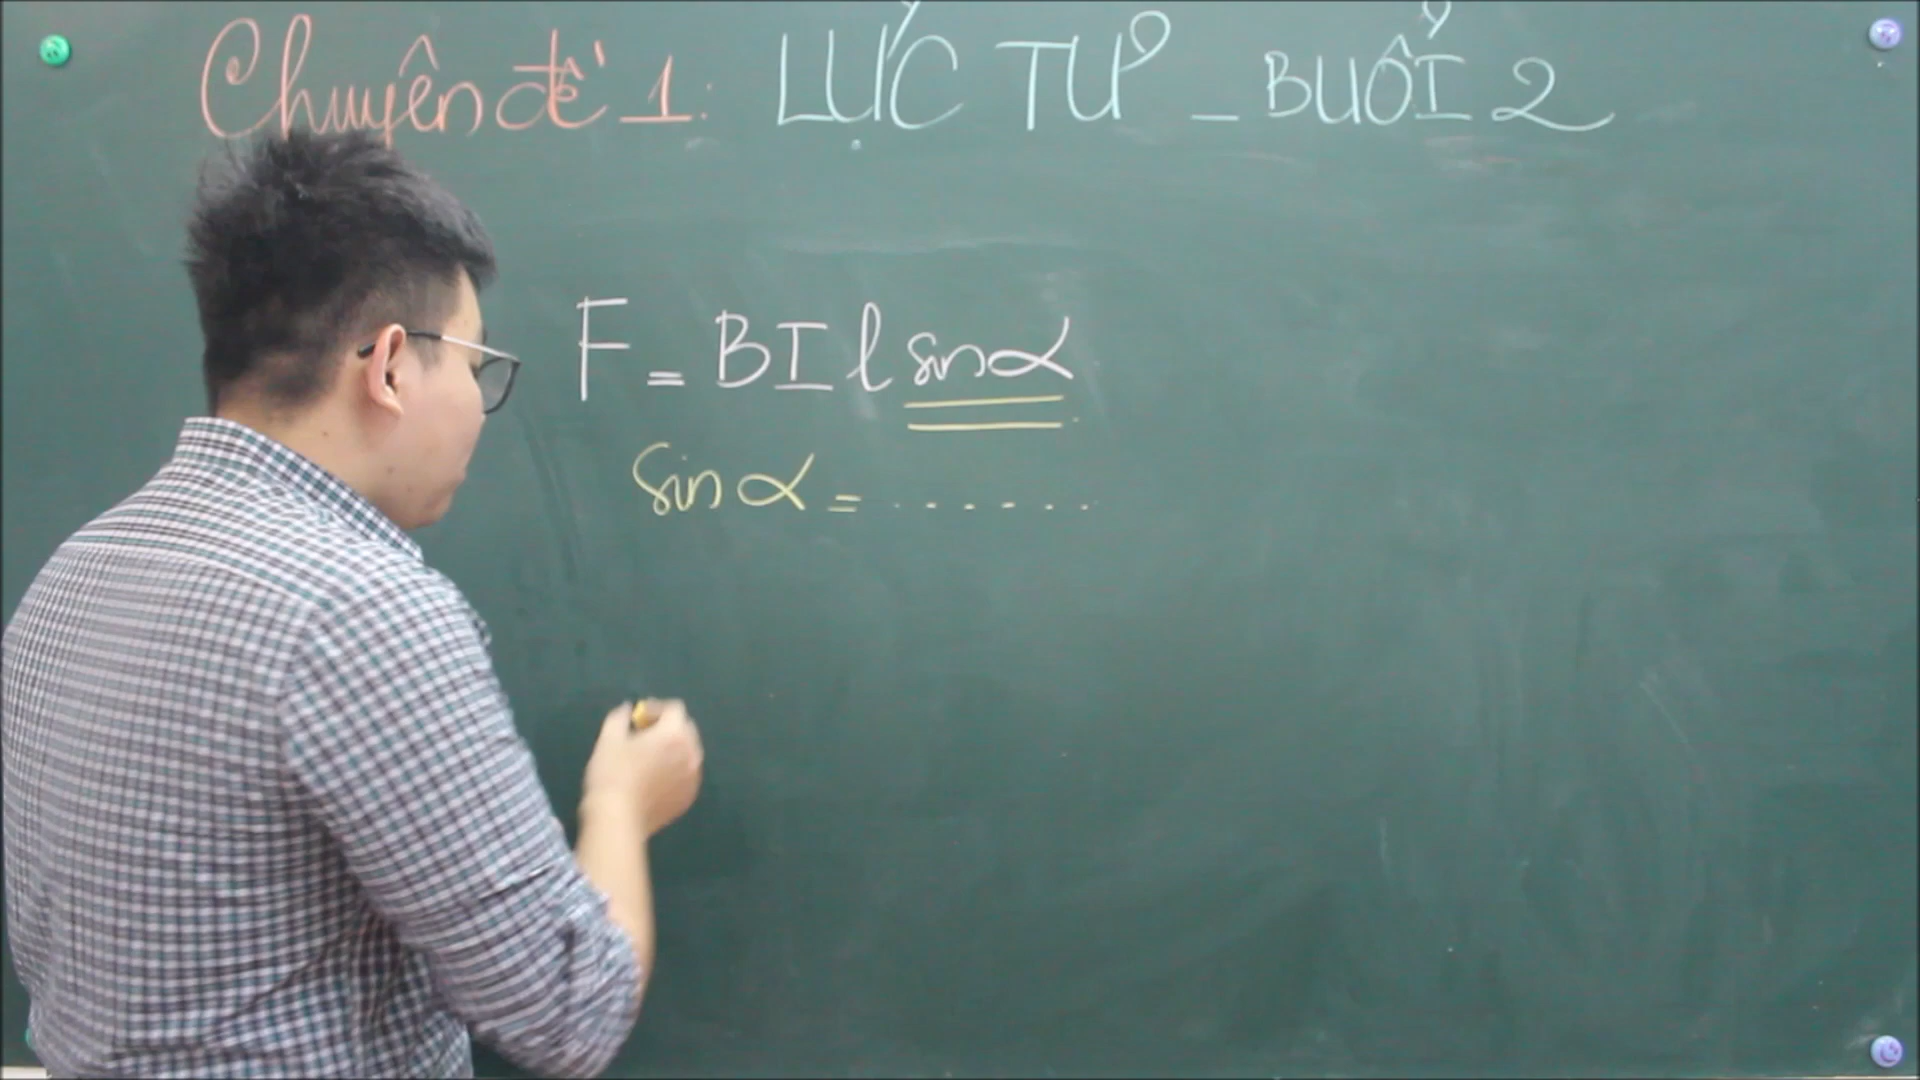 Chuyên đề 1: LỰC TỪ - BUỔI 2
F = BIl sinα
sinα = .......